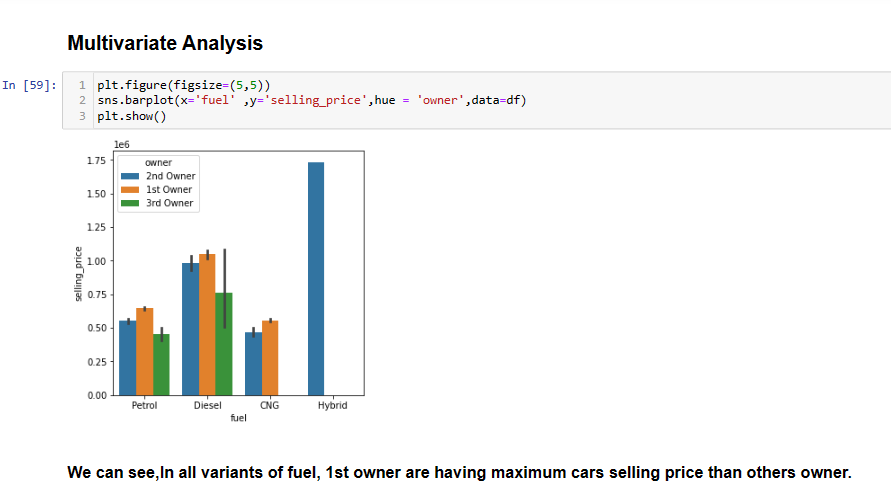 Multivariate Analysis
In [59]:
1 plt.figure(figsize=(5,5))
2 sns.barplot(x='fuel' ,y='selling_price',hue = 'owner',data=df)
3 plt.show()
1e6
owner
2nd Owner
1st Owner
3rd Owner
1.75
1.50
1.25
1.00
0.75
0.50
0.25
0.00
selling_price
Petrol Diesel CNG Hybrid
fuel
We can see,In all variants of fuel, 1st owner are having maximum cars selling price than others owner.